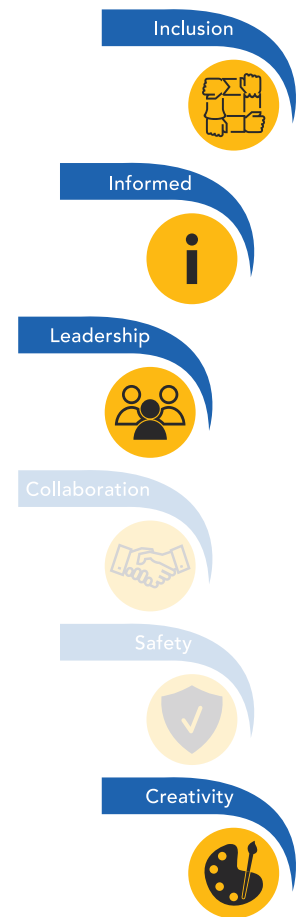 Inclusion
Informed
Leadership
Collaboration
Safety
Creativity